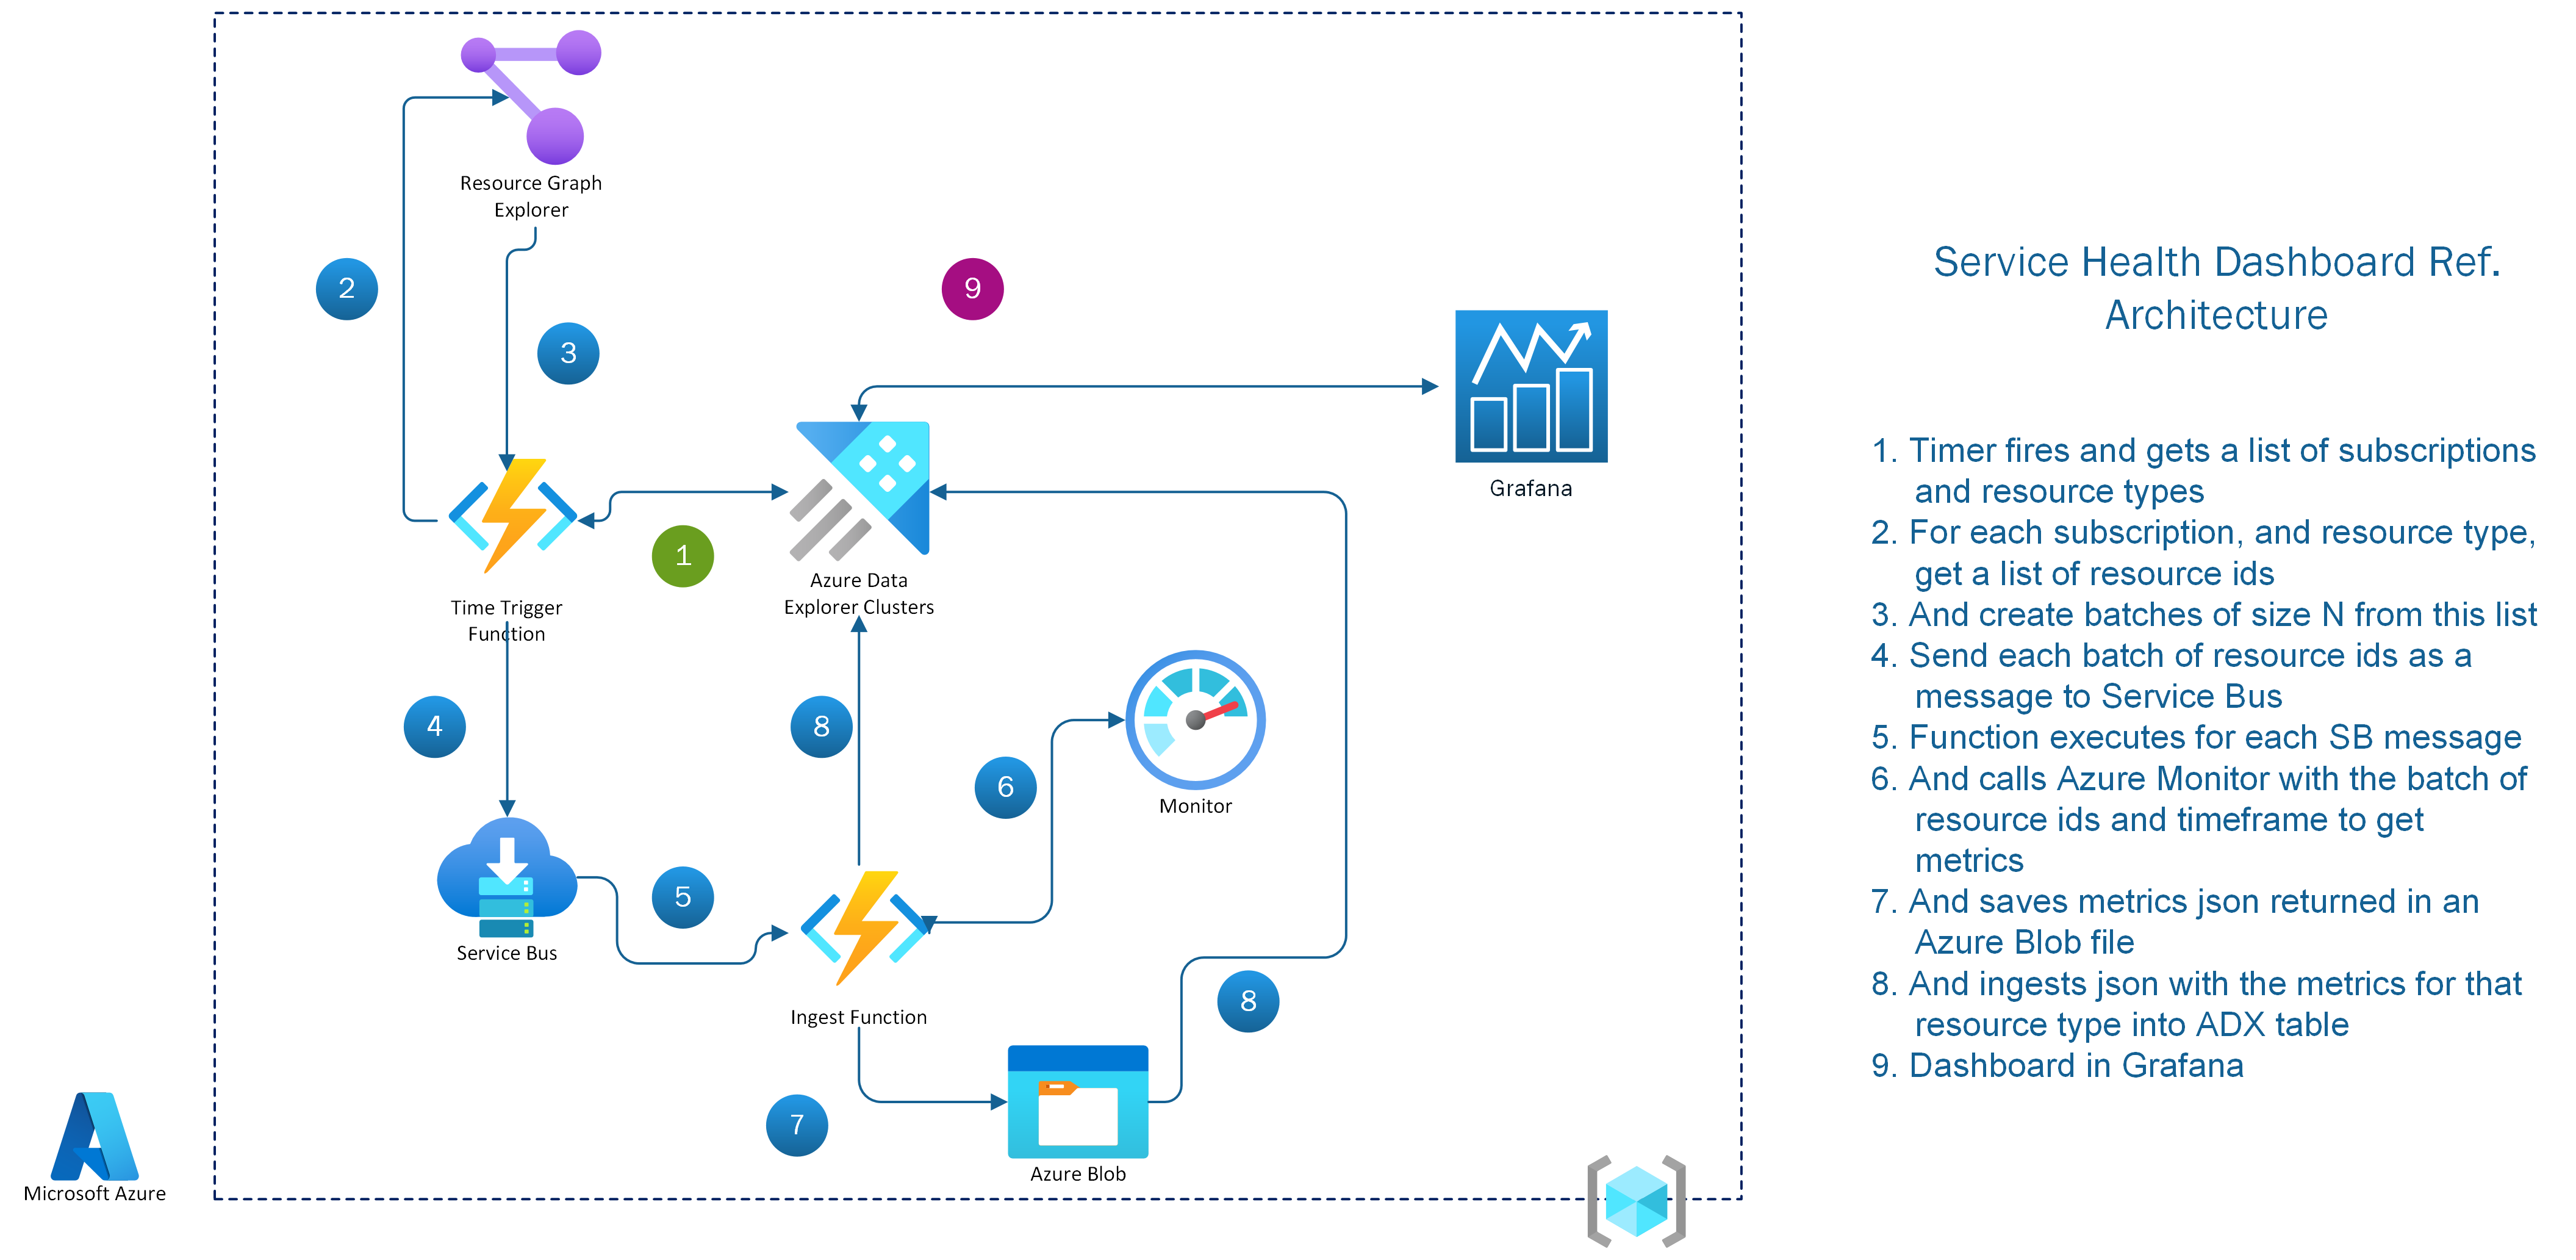 Resource Graph
Explorer
2
3
9
Grafana
1
Time Trigger
Function
Azure Data
Explorer Clusters
4
8
6
Monitor
5
Service Bus
Ingest Function
8
7
Azure Blob
Microsoft Azure
Service Health Dashboard Ref.
Architecture
1. Timer fires and gets a list of subscriptions
and resource types
2. For each subscription, and resource type,
get a list of resource ids
3. And create batches of size N from this list
4. Send each batch of resource ids as a
message to Service Bus
5. Function executes for each SB message
6. And calls Azure Monitor with the batch of
resource ids and timeframe to get
metrics
7. And saves metrics json returned in an
Azure Blob file
8. And ingests json with the metrics for that
resource type into ADX table
9. Dashboard in Grafana